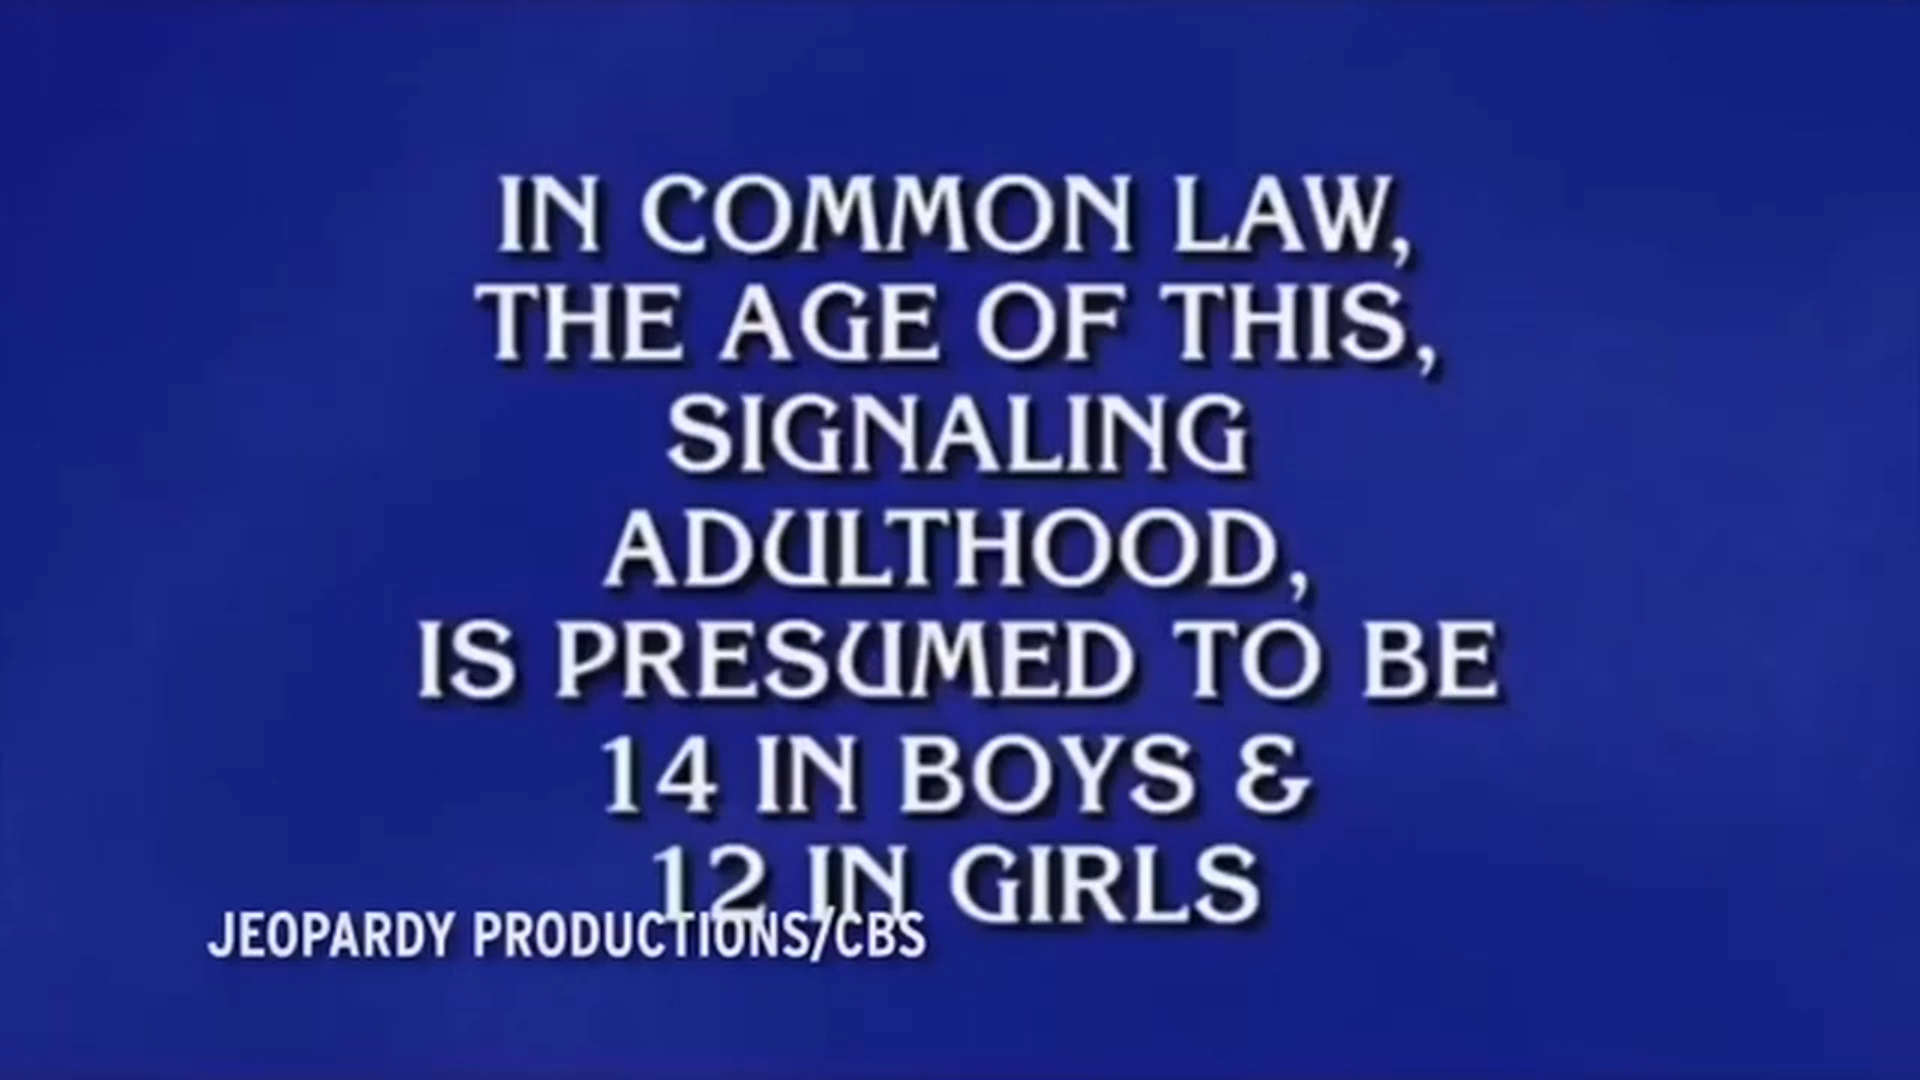 IN COMMON LAW,
THE AGE OF THIS,
SIGNALING
ADULTHOOD,
IS PRESUMED TO BE
14 IN BOYS &
12 IN GIRLS
JEOPARDY PRODUCTIONS/CBS